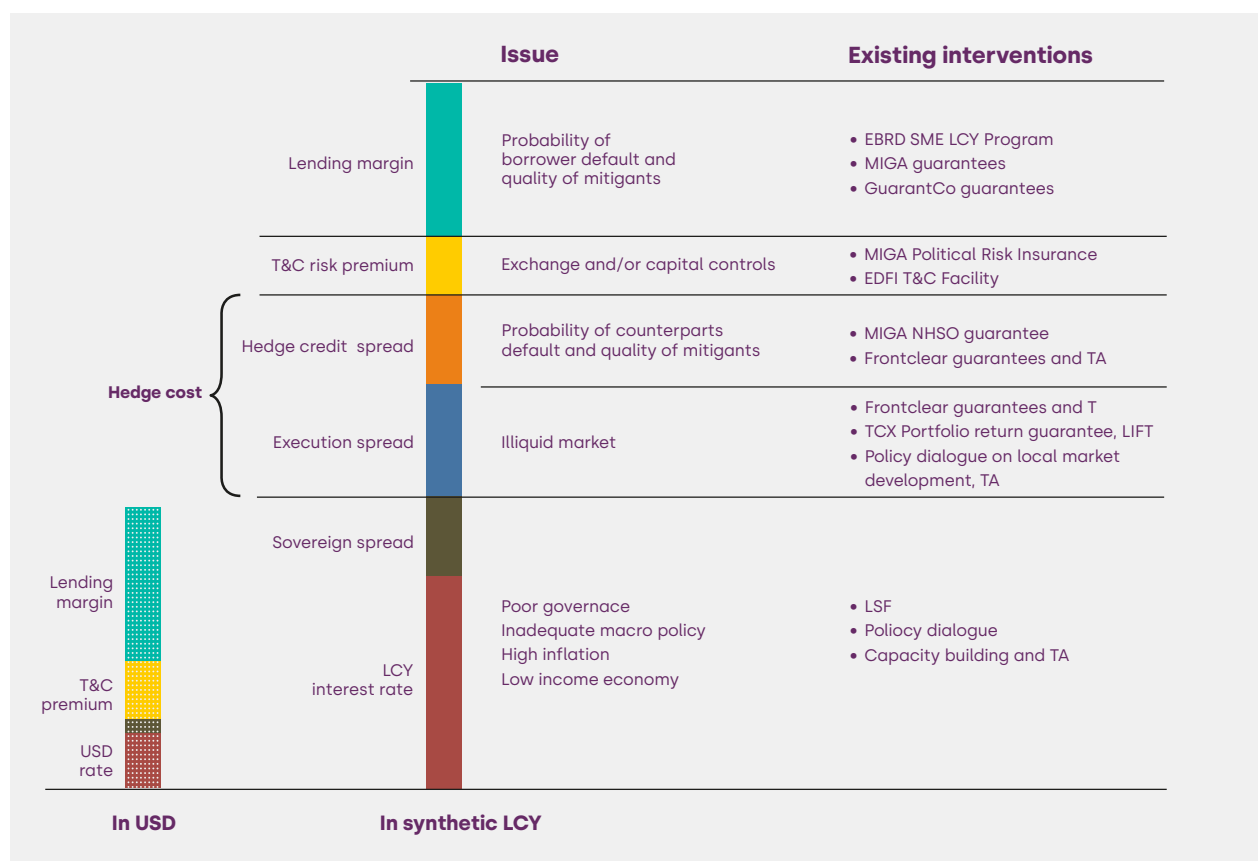 Issue
Existing interventions
Lending margin
Probability of
borrower default and
quality of mitigants
• EBRD SME LCY Program
• MIGA guarantees
• GuarantCo guarantees
T&C risk premium
Exchange and/or capital controls
• MIGA Political Risk Insurance
• EDFI T&C Facility
Hedge cost
Hedge credit spread
Probability of counterparts
default and quality of mitigants
• MIGA NHSO guarantee
• Frontclear guarantees and TA
Execution spread
Illiquid market
• Frontclear guarantees and T
• TCX Portfolio return guarantee, LIFT
• Policy dialogue on local market
development, TA
Sovereign spread
LCY
interest rate
Poor governace
Inadequate macro policy
High inflation
Low income economy
• LSF
• Poliocy dialogue
• Capacity building and TA
Lending
margin
T&C
premium
USD
rate
In USD
In synthetic LCY